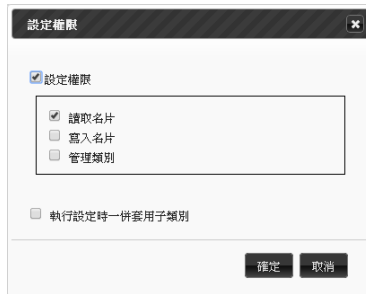 設定權限
設定權限
讀取名片
寫入名片
管理類別
執行設定時一併套用子類別
確定
取消